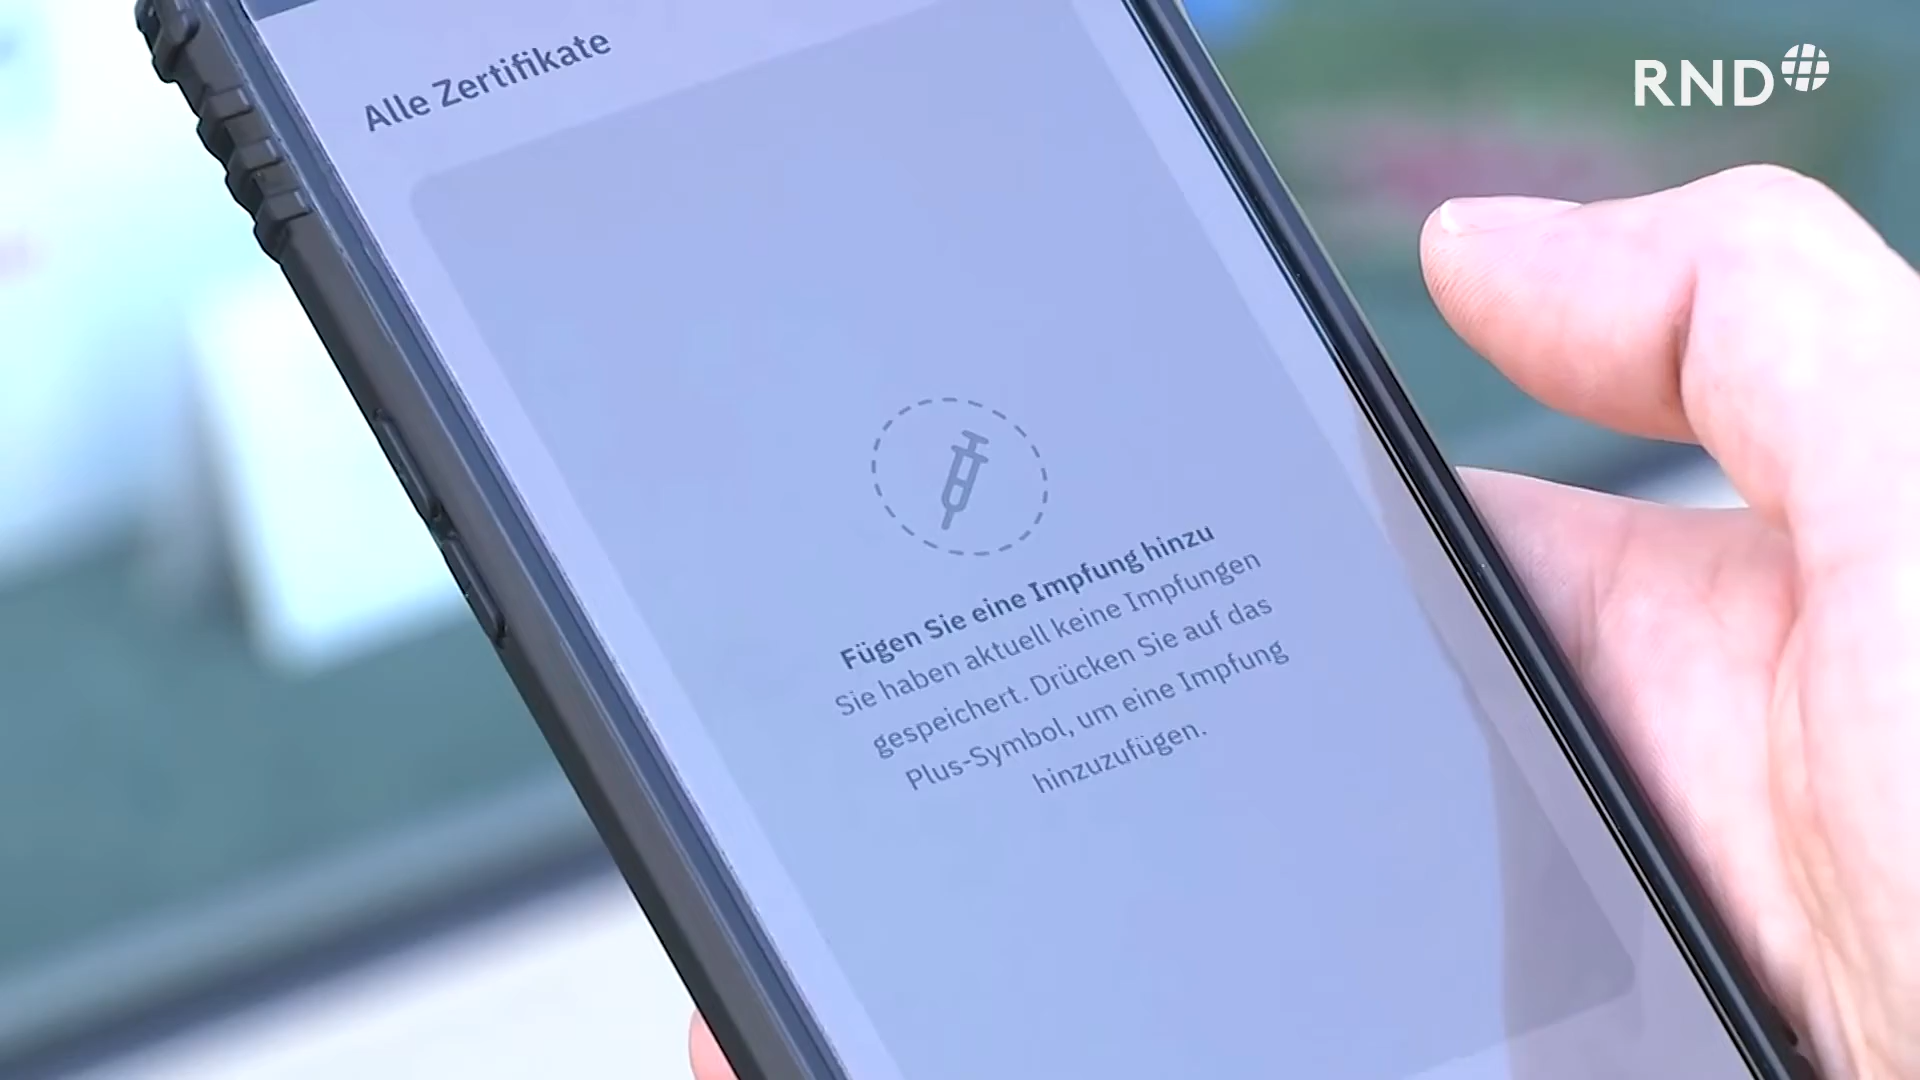 Alle Zertifikate
RND
Fügen Sie eine Impfung hinzu
Sie haben aktuell keine Impfungen
gespeichert. Drücken Sie auf das
Plus-Symbol, um eine Impfung
hinzuzufügen.